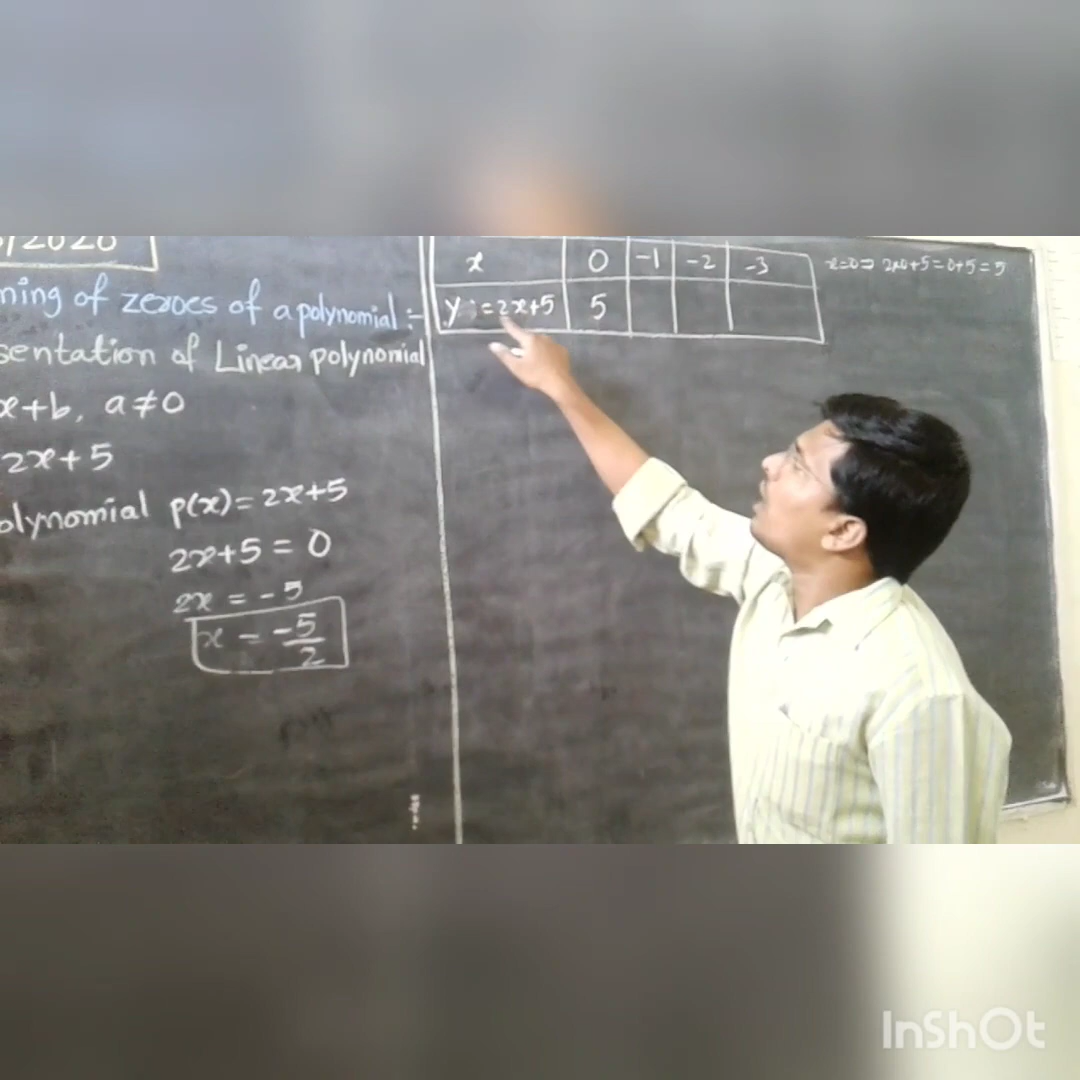 /2020
ning of zeroes of a polynomial :-
sentation of Linear polynomial
x+b, a≠0
2x+5
olynomial p(x)=2x+5
2x+5=0
2x=-5
x=-5/2
x 0 -1 -2 -3
y=2x+5 5
x=0⇒ 2x0+5=0+5=5
InShOt